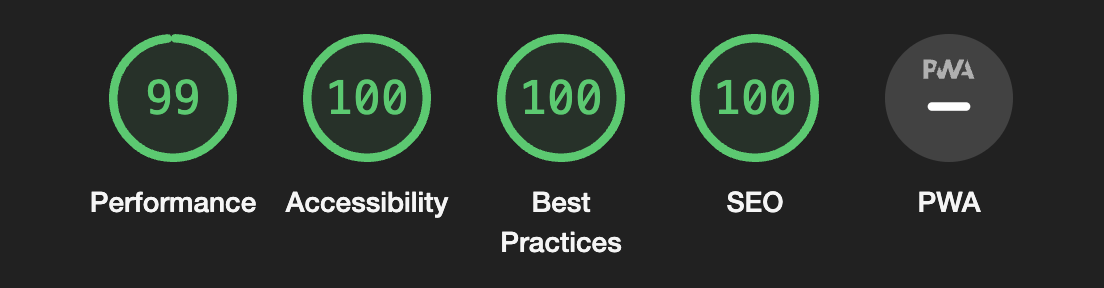 99
100
100
100
PWA
Performance
Accessibility
Best
Practices
SEO
PWA